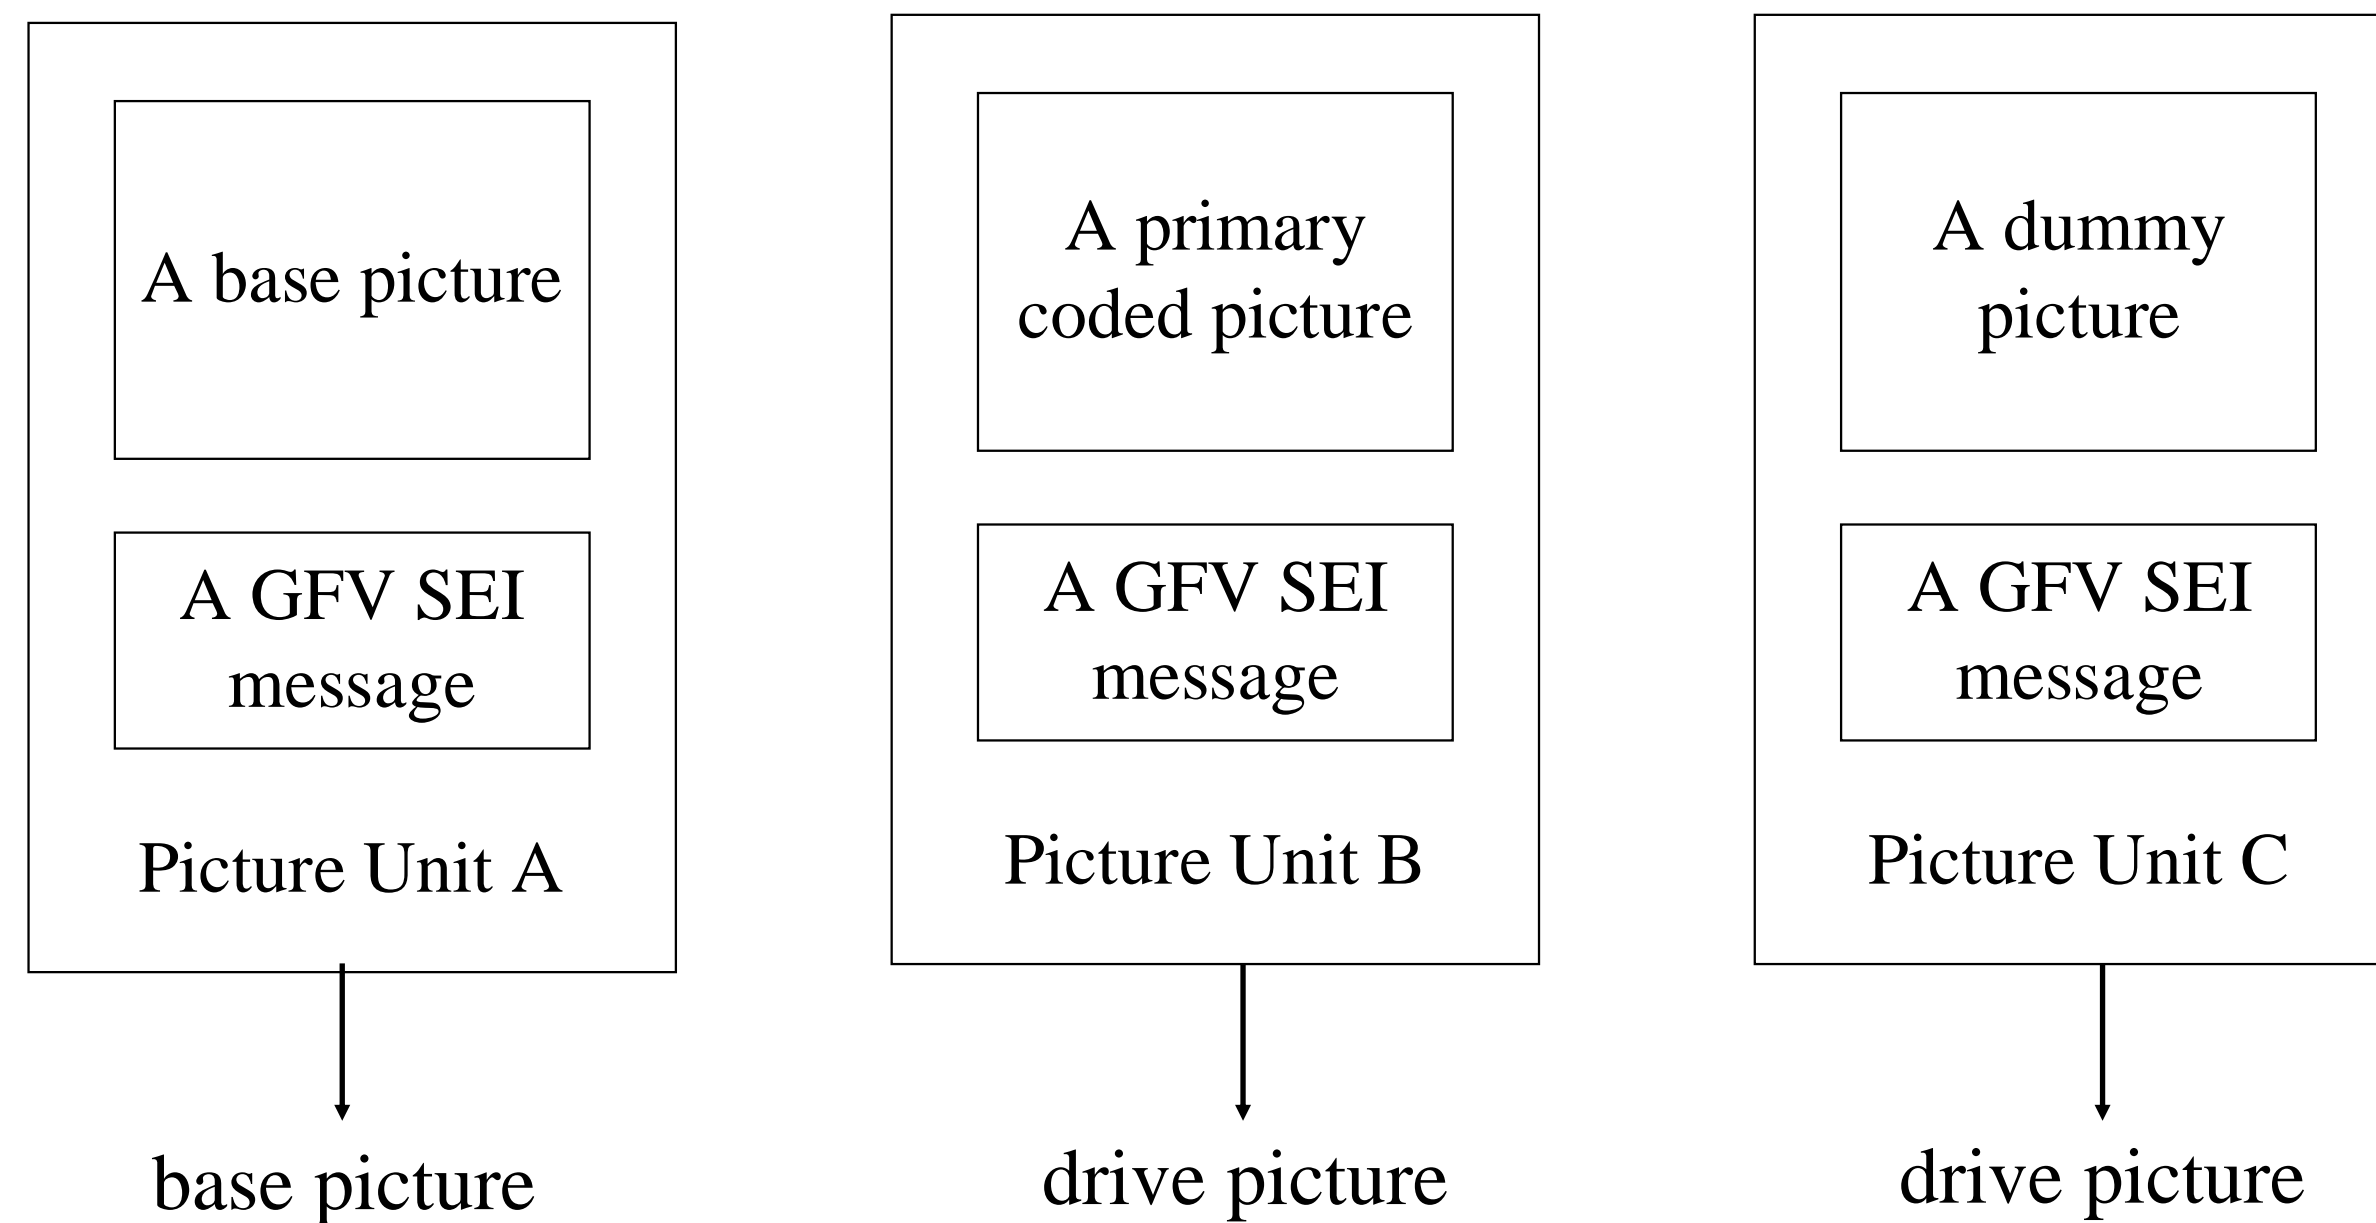 A base picture
A GFV SEI
message
Picture Unit A
base picture
A primary
coded picture
A GFV SEI
message
Picture Unit B
drive picture
A dummy
picture
A GFV SEI
message
Picture Unit C
drive picture